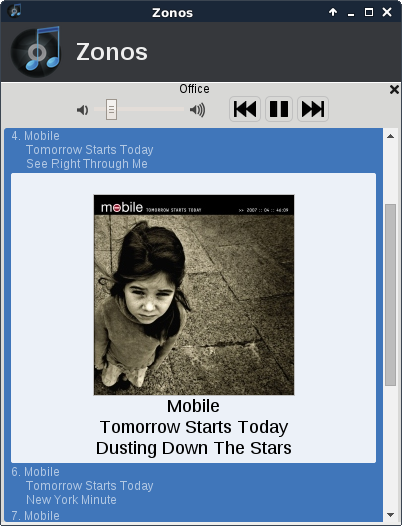 Zonos
Zonos
Office
4. Mobile
Tomorrow Starts Today
See Right Through Me
mobile TOMORROW STARTS TODAY >> 2007 :: 04 :: 46:09
Mobile
Tomorrow Starts Today
Dusting Down The Stars
6. Mobile
Tomorrow Starts Today
New York Minute
7. Mobile